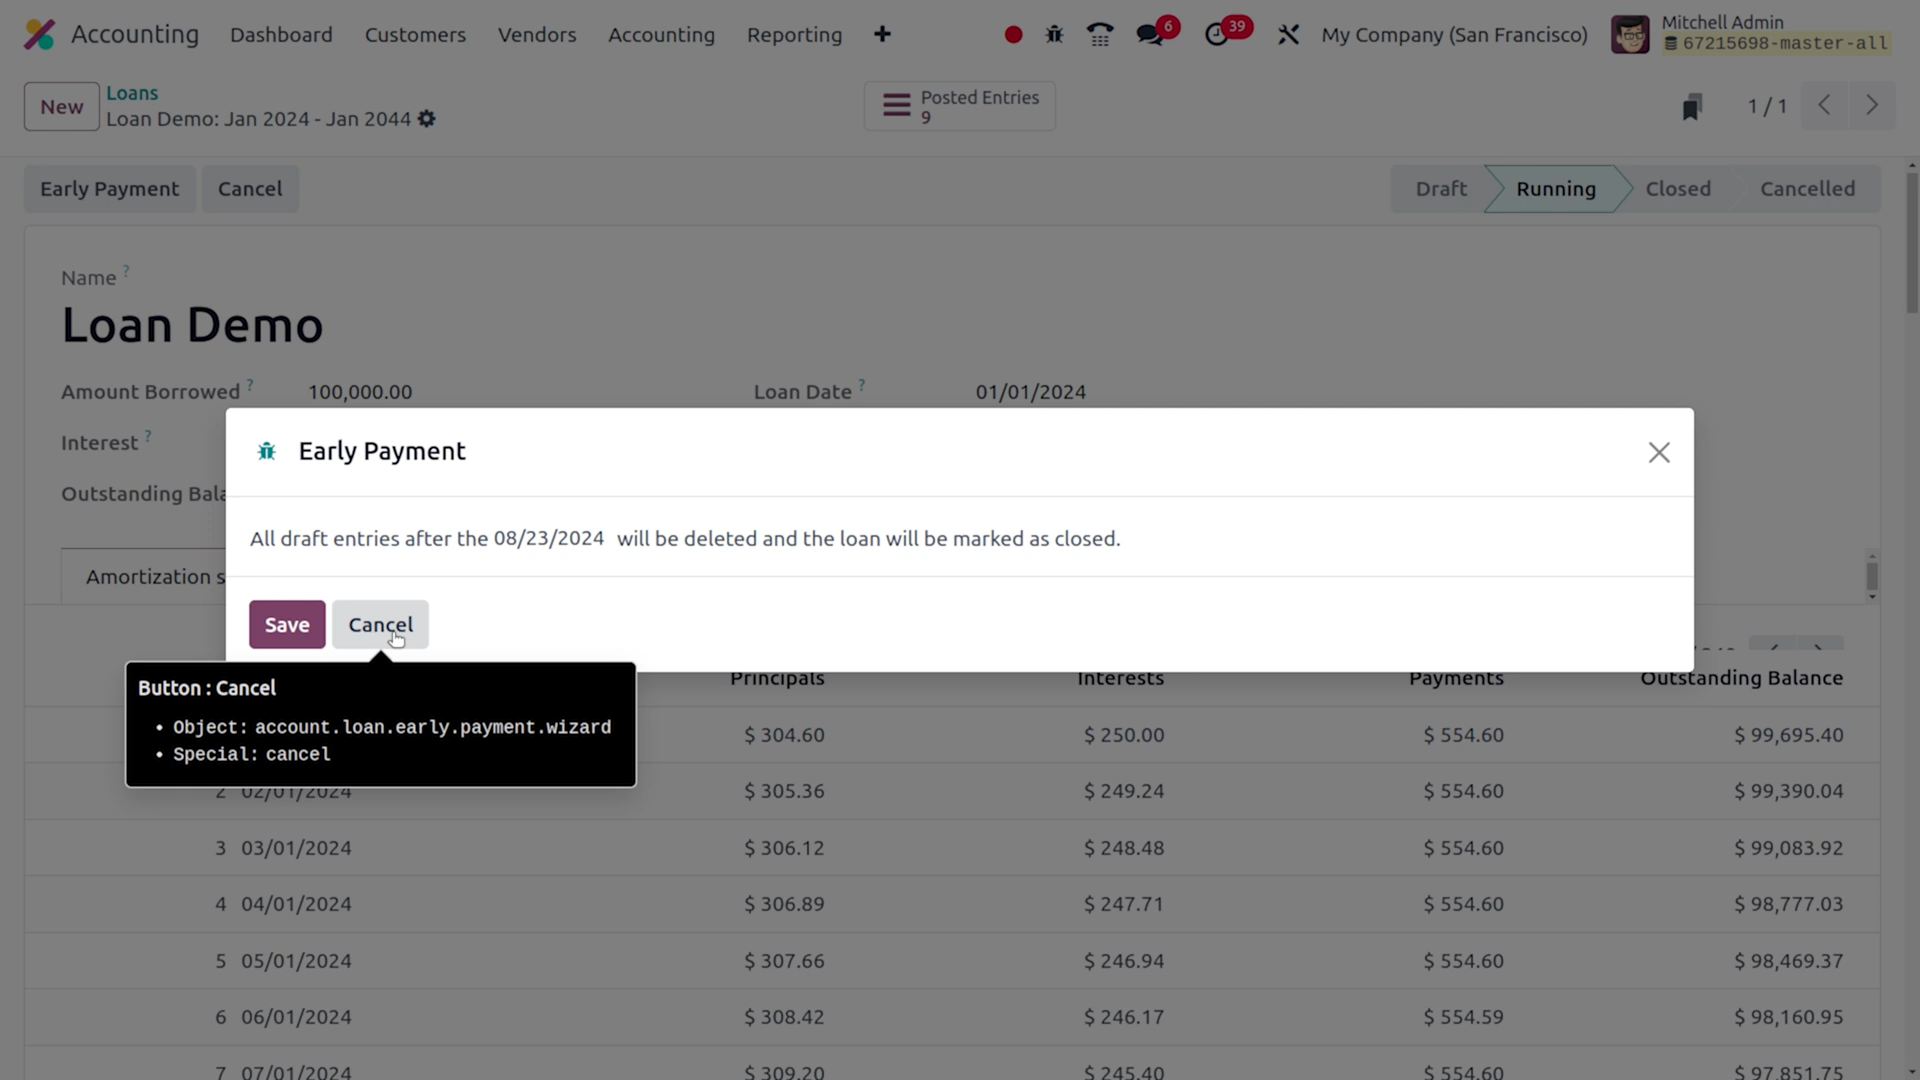 Accounting Dashboard Customers Vendors Accounting Reporting 6 39 My Company (San Francisco) Mitchell Admin
67215698-master-all
New Loans
Loan Demo: Jan 2024 - Jan 2044
Posted Entries
9
1 / 1
Early Payment Cancel Draft Running Closed Cancelled
Name ?
Loan Demo
Amount Borrowed ? 100,000.00 Loan Date ? 01/01/2024
Interest ?
Outstanding Bala
Early Payment
All draft entries after the 08/23/2024 will be deleted and the loan will be marked as closed.
Amortization s
Save Cancel
Button : Cancel
• Object: account.loan.early.payment.wizard
• Special: cancel
Principals Interests Payments Outstanding Balance
$ 304.60 $ 250.00 $ 554.60 $ 99,695.40
2 02/01/2024 $ 305.36 $ 249.24 $ 554.60 $ 99,390.04
3 03/01/2024 $ 306.12 $ 248.48 $ 554.60 $ 99,083.92
4 04/01/2024 $ 306.89 $ 247.71 $ 554.60 $ 98,777.03
5 05/01/2024 $ 307.66 $ 246.94 $ 554.60 $ 98,469.37
6 06/01/2024 $ 308.42 $ 246.17 $ 554.59 $ 98,160.95
7 07/01/2024 $ 309.20 $ 245.40 $ 554.60 $ 97,851.75